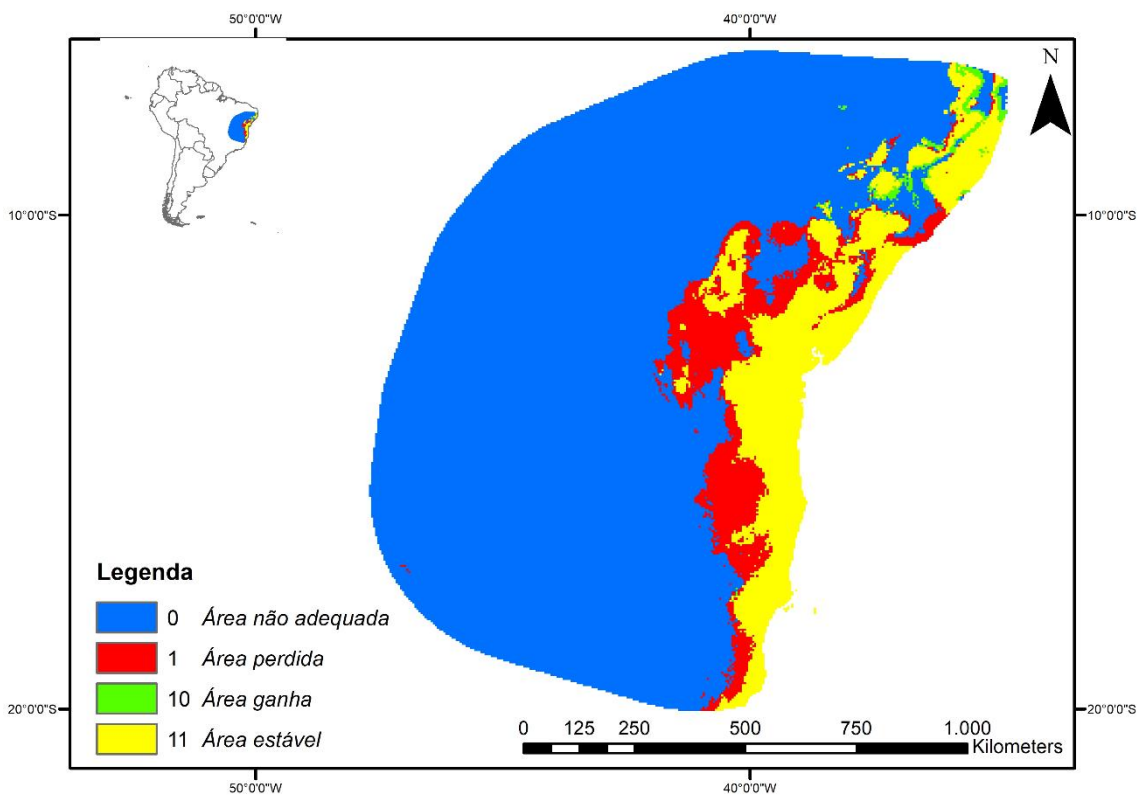 50°0'0"W 40°0'0"W
N
10°0'0"S 10°0'0"S
Legenda
0 Área não adequada
1 Área perdida
10 Área ganha
11 Área estável
20°0'0"S 20°0'0"S
0 125 250 500 750 1.000
Kilometers
50°0'0"W 40°0'0"W